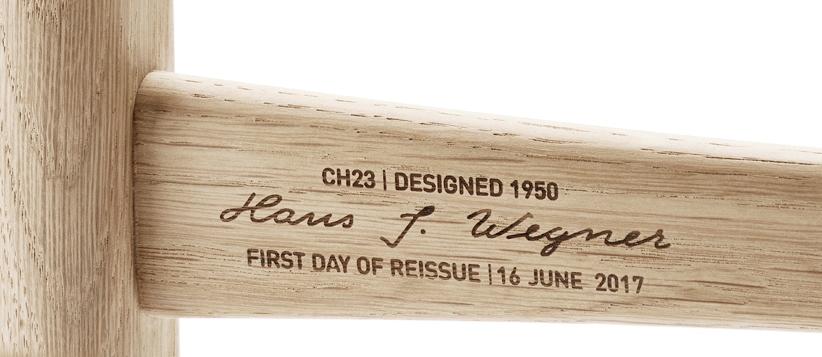 CH23 | DESIGNED 1950
Hans J. Wegner
FIRST DAY OF REISSUE | 16 JUNE 2017